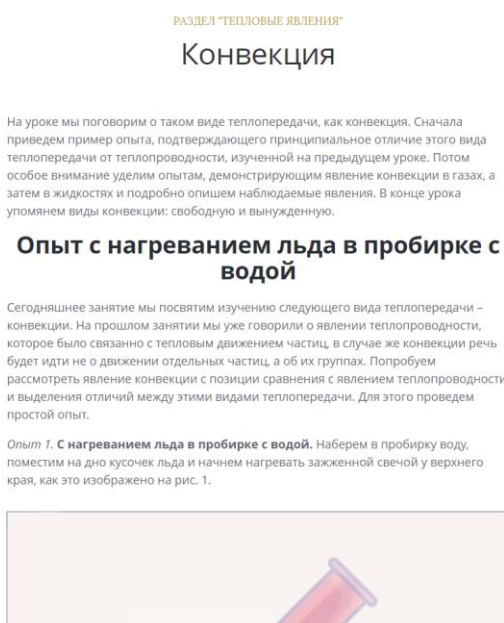 РАЗДЕЛ "ТЕПЛОВЫЕ ЯВЛЕНИЯ"
Конвекция
На уроке мы поговорим о таком виде теплопередачи, как конвекция. Сначала
приведем пример опыта, подтверждающего принципиальное отличие этого вида
теплопередачи от теплопроводности, изученной на предыдущем уроке. Потом
особое внимание уделим опытам, демонстрирующим явление конвекции в газах, а
затем в жидкостях и подробно опишем наблюдаемые явления. В конце урока
упомянем виды конвекции: свободную и вынужденную.
Опыт с нагреванием льда в пробирке с
водой
Сегодняшнее занятие мы посвятим изучению следующего вида теплопередачи –
конвекции. На прошлом занятии мы уже говорили о явлении теплопроводности,
которое было связанно с тепловым движением частиц, в случае же конвекции речь
будет идти не о движении отдельных частиц, а об их группах. Попробуем
рассмотреть явление конвекции с позиции сравнения с явлением теплопроводности
и выделения отличий между этими видами теплопередачи. Для этого проведем
простой опыт.
Опыт 1. С нагреванием льда в пробирке с водой. Наберем в пробирку воду,
поместим на дно кусочек льда и начнем нагревать зажженной свечой у верхнего
края, как это изображено на рис. 1.